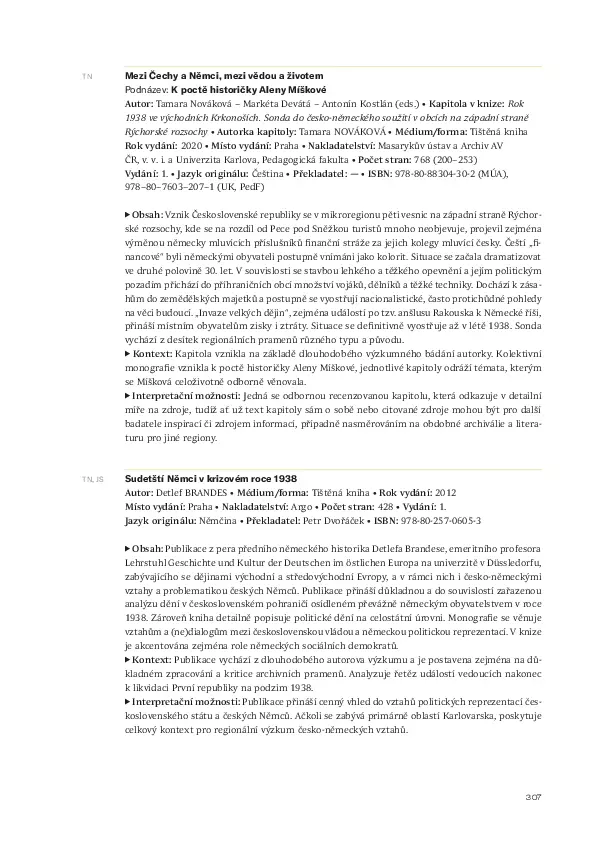 TN
Mezi Čechy a Němci, mezi vědou a životem
Podnázev: K poctě historičky Aleny Míškové
Autor: Tamara Nováková – Markéta Devátá – Antonín Kostlán (eds.) • Kapitola v knize: Rok
1938 ve východních Krkonoších. Sonda do česko-německého soužití v obcích na západní straně
Rýchorské rozsochy • Autorka kapitoly: Tamara NOVÁKOVÁ • Médium/forma: Tištěná kniha
Rok vydání: 2020 • Místo vydání: Praha • Nakladatelství: Masarykův ústav a Archiv AV
ČR, v. v. i. a Univerzita Karlova, Pedagogická fakulta • Počet stran: 768 (200–253)
Vydání: 1. • Jazyk originálu: Čeština • Překladatel: — • ISBN: 978-80-88304-30-2 (MÚA),
978–80–7603–207–1 (UK, PedF)
▶ Obsah: Vznik Československé republiky se v mikroregionu pěti vesnic na západní straně Rýchor-
ské rozsochy, kde se na rozdíl od Pece pod Sněžkou turistů mnoho neobjevuje, projevil zejména
výměnou německy mluvících příslušníků finanční stráže za jejich kolegy mluvící česky. Čeští „fi-
nancové“ byli německými obyvateli postupně vnímáni jako kolorit. Situace se začala dramatizovat
ve druhé polovině 30. let. V souvislosti se stavbou lehkého a těžkého opevnění a jejím politickým
pozadím přichází do příhraničních obcí množství vojáků, dělníků a těžké techniky. Dochází k zása-
hům do zemědělských majetků a postupně se vyostřují nacionalistické, často protichůdné pohledy
na věci budoucí. „Invaze velkých dějin“, zejména události po tzv. anšlusu Rakouska k Německé říši,
přináší místním obyvatelům zisky i ztráty. Situace se definitivně vyostřuje až v létě 1938. Sonda
vychází z desítek regionálních pramenů různého typu a původu.
▶ Kontext: Kapitola vznikla na základě dlouhodobého výzkumného bádání autorky. Kolektivní
monografie vznikla k poctě historičky Aleny Míškové, jednotlivé kapitoly odráží témata, kterým
se Míšková celoživotně odborně věnovala.
▶ Interpretační možnosti: Jedná se odbornou recenzovanou kapitolu, která odkazuje v detailní
míře na zdroje, tudíž ať už text kapitoly sám o sobě nebo citované zdroje mohou být pro další
badatele inspirací či zdrojem informací, případně nasměrováním na obdobné archiválie a litera-
turu pro jiné regiony.
TN, JS
Sudetští Němci v krizovém roce 1938
Autor: Detlef BRANDES • Médium/forma: Tištěná kniha • Rok vydání: 2012
Místo vydání: Praha • Nakladatelství: Argo • Počet stran: 428 • Vydání: 1.
Jazyk originálu: Němčina • Překladatel: Petr Dvořáček • ISBN: 978-80-257-0605-3
▶ Obsah: Publikace z pera předního německého historika Detlefa Brandese, emeritního profesora
Lehrstuhl Geschichte und Kultur der Deutschen im östlichen Europa na univerzitě v Düssledorfu,
zabývajícího se dějinami východní a středovýchodní Evropy, a v rámci nich i česko-německými
vztahy a problematikou českých Němců. Publikace přináší důkladnou a do souvislostí zařazenou
analýzu dění v československém pohraničí osídleném převážně německým obyvatelstvem v roce
1938. Zároveň kniha detailně popisuje politické dění na celostátní úrovni. Monografie se věnuje
vztahům a (ne)dialogům mezi československou vládou a německou politickou reprezentací. V knize
je akcentována zejména role německých sociálních demokratů.
▶ Kontext: Publikace vychází z dlouhodobého autorova výzkumu a je postavena zejména na dů-
kladném zpracování a kritice archivních pramenů. Analyzuje řetěz událostí vedoucích nakonec
k likvidaci První republiky na podzim 1938.
▶ Interpretační možnosti: Publikace přináší cenný vhled do vztahů politických reprezentací čes-
koslovenského státu a českých Němců. Ačkoli se zabývá primárně oblastí Karlovarska, poskytuje
celkový kontext pro regionální výzkum česko-německých vztahů.
307